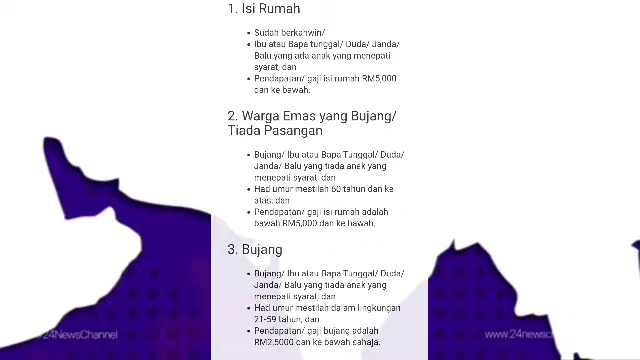 1. Isi Rumah
Sudah berkahwin/
Ibu atau Bapa tunggal/ Duda/ Janda/
Balu yang ada anak yang menepati
syarat; dan
Pendapatan/ gaji isi rumah RM5,000
dan ke bawah.
2. Warga Emas yang Bujang/
Tiada Pasangan
Bujang/ Ibu atau Bapa Tunggal/ Duda/
Janda/ Balu yang tiada anak yang
menepati syarat; dan
Had umur mestilah 60 tahun dan ke
atas; dan
Pendapatan/ gaji isi rumah adalah
bawah RM5,000 dan ke bawah.
3. Bujang
Bujang/ Ibu atau Bapa Tunggal/ Duda/
Janda/ Balu yang tiada anak yang
menepati syarat; dan
Had umur mestilah dalam lingkungan
21-59 tahun; dan
Pendapatan/ gaji bujang adalah
RM2,5000 dan ke bawah sahaja.
.24NewsChannel
www.24newsch